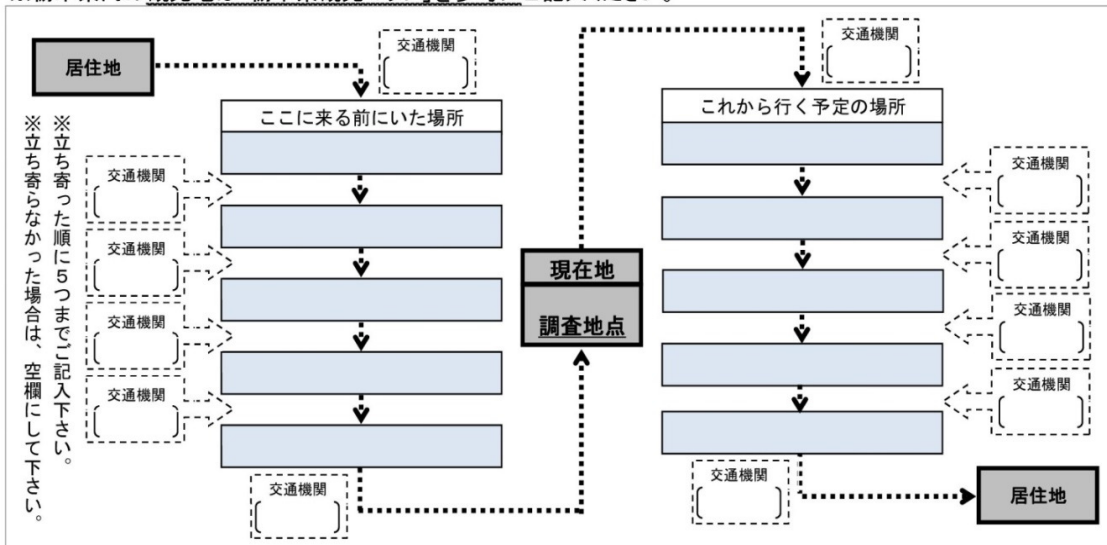 居住地
交通機関
ここに来る前にいた場所
※立ち寄った順に5つまでご記入下さい。
※立ち寄らなかった場合は、空欄にして下さい。
交通機関
交通機関
交通機関
交通機関
交通機関
現在地
調査地点
交通機関
これから行く予定の場所
交通機関
交通機関
交通機関
交通機関
交通機関
居住地